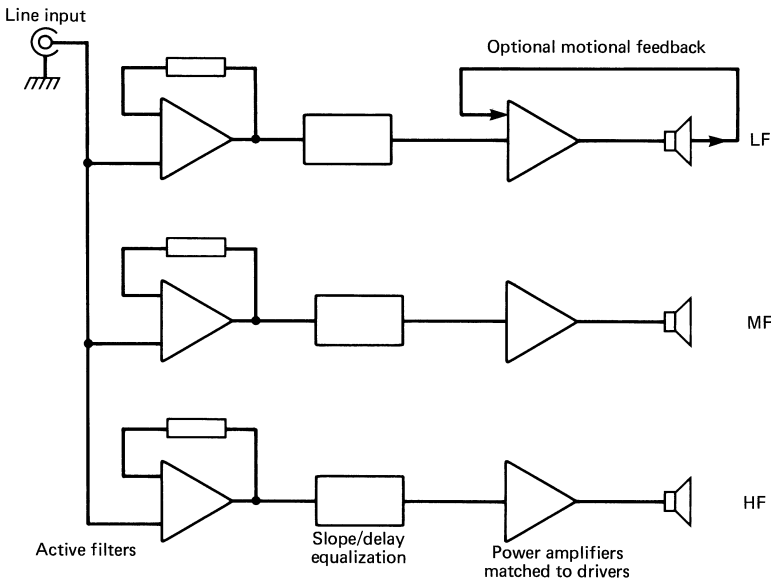 Line input
Optional motional feedback
LF
MF
HF
Active filters
Slope/delay
equalization
Power amplifiers
matched to drivers